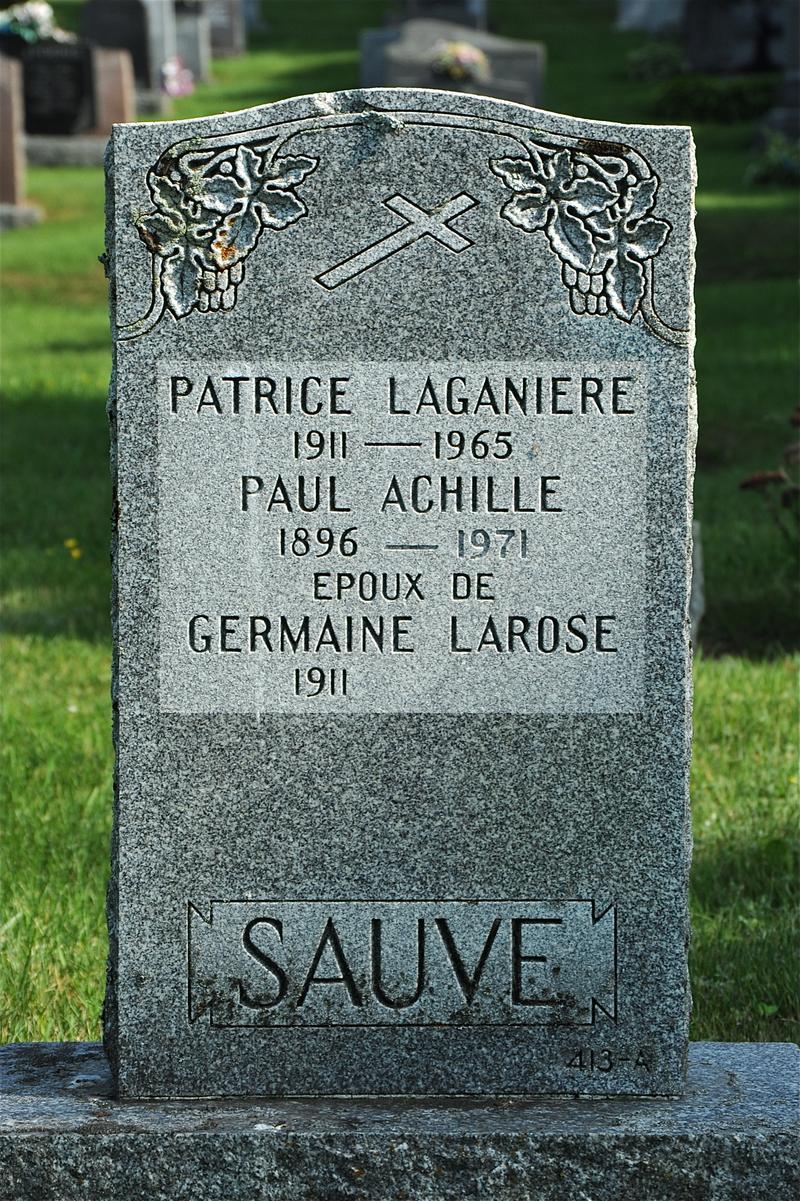 PATRICE LAGANIERE
1911 — 1965
PAUL ACHILLE
1896 — 1971
EPOUX DE
GERMAINE LAROSE
1911
SAUVE
413-A